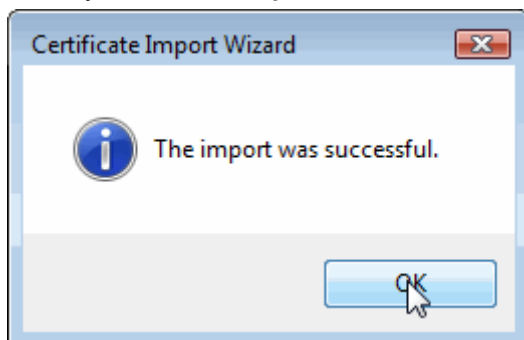 Certificate Import Wizard
The import was successful.
OK